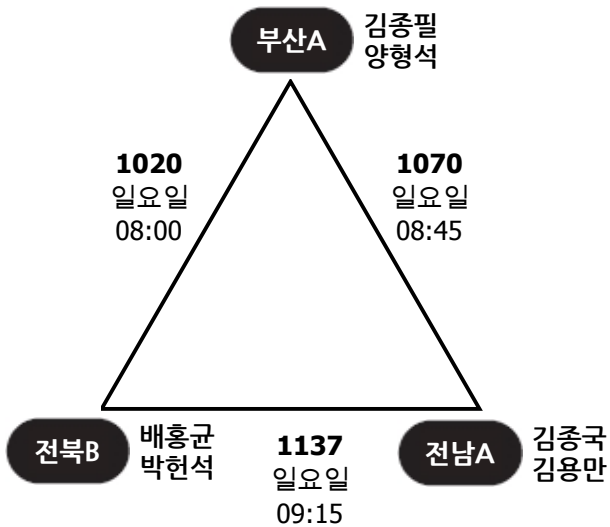 부산A
김종필
양형석
1020
일요일
08:00
1070
일요일
08:45
전북B
배홍균
박헌석
1137
일요일
09:15
전남A
김종국
김용만